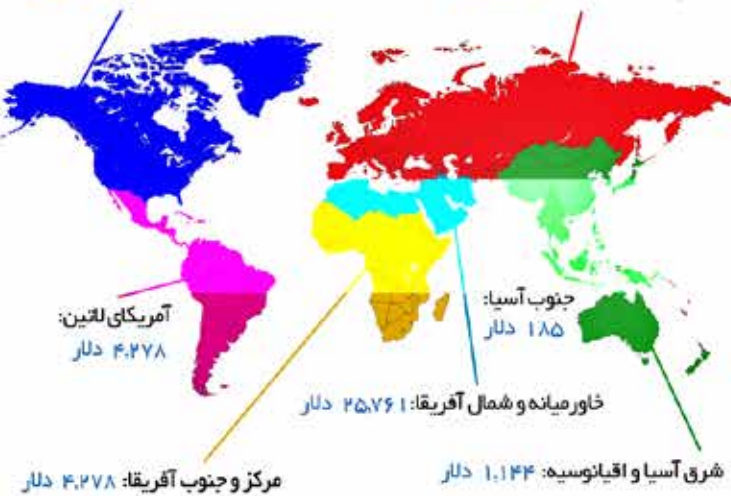 جنوب آسیا:
۱۸۵ دلار
آمریکای لاتین:
۴,۲۷۸ دلار
خاورمیانه و شمال آفریقا: ۲۵,۷۶۱ دلار
شرق آسیا و اقیانوسیه: ۱,۱۴۴ دلار
مرکز و جنوب آفریقا: ۴,۲۷۸ دلار